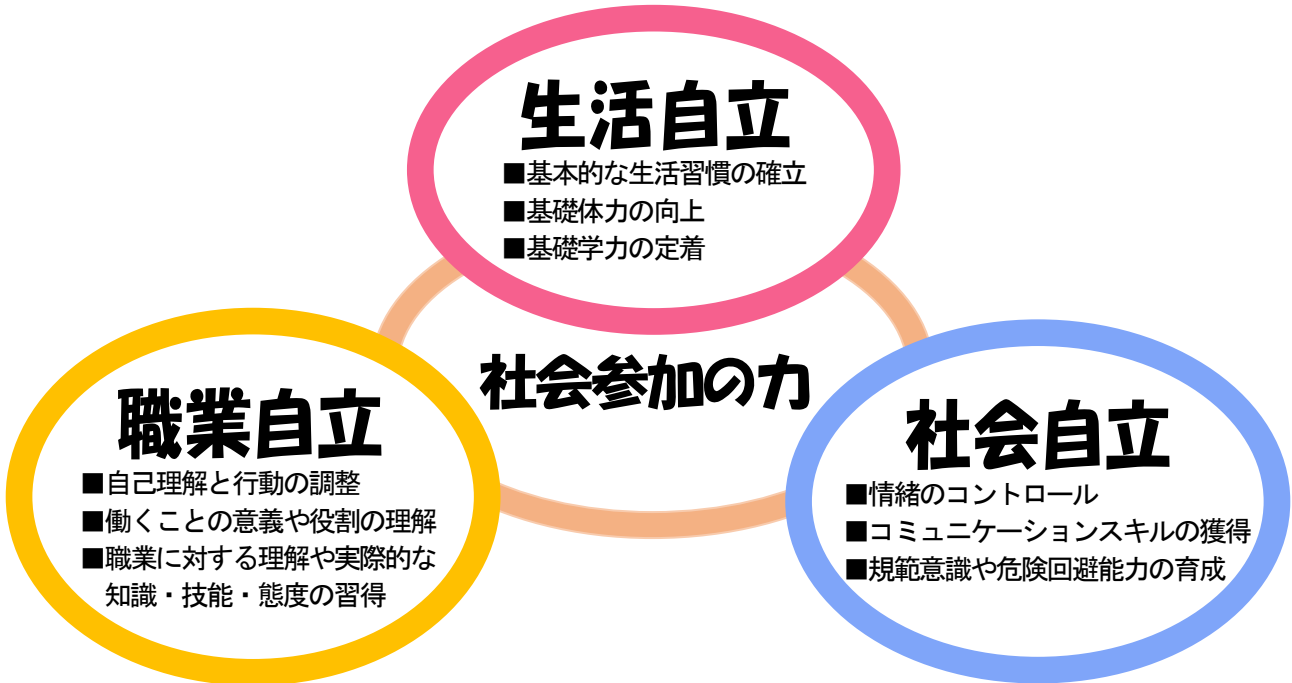 生活自立
■基本的な生活習慣の確立
■基礎体力の向上
■基礎学力の定着
社会参加の力
職業自立
■自己理解と行動の調整
■働くことの意義や役割の理解
■職業に対する理解や実際的な
知識・技能・態度の習得
社会自立
■情緒のコントロール
■コミュニケーションスキルの獲得
■規範意識や危険回避能力の育成